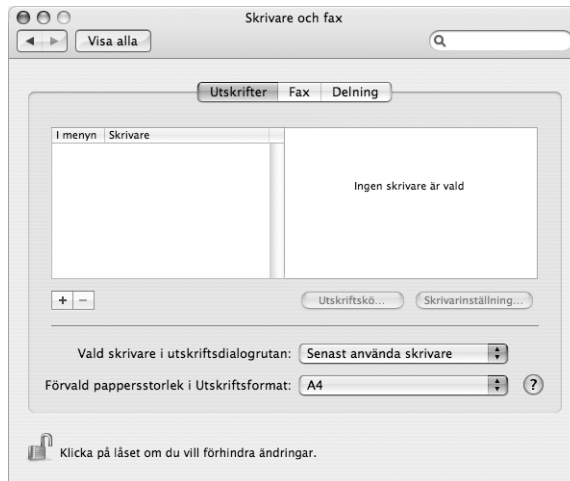 Skrivare och fax
Visa alla
Utskrifter Fax Delning
I menyn Skrivare
Ingen skrivare är vald
+ −
Utskriftskö... Skrivarinställning...
Vald skrivare i utskriftsdialogrutan: Senast använda skrivare
Förvald pappersstorlek i Utskriftsformat: A4 ?
Klicka på låset om du vill förhindra ändringar.